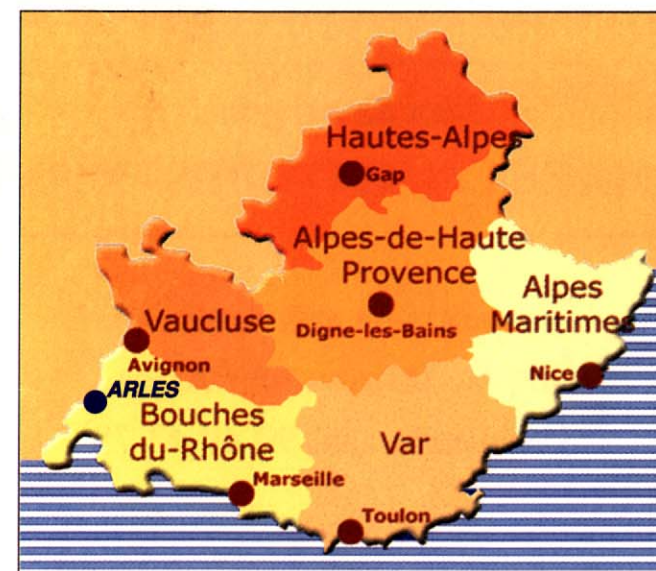 Hautes-Alpes
Gap
Alpes-de-Haute
Provence
Digne-les-Bains
Alpes
Maritimes
Nice
Vaucluse
Avignon
ARLES
Bouches
du-Rhône
Marseille
Var
Toulon